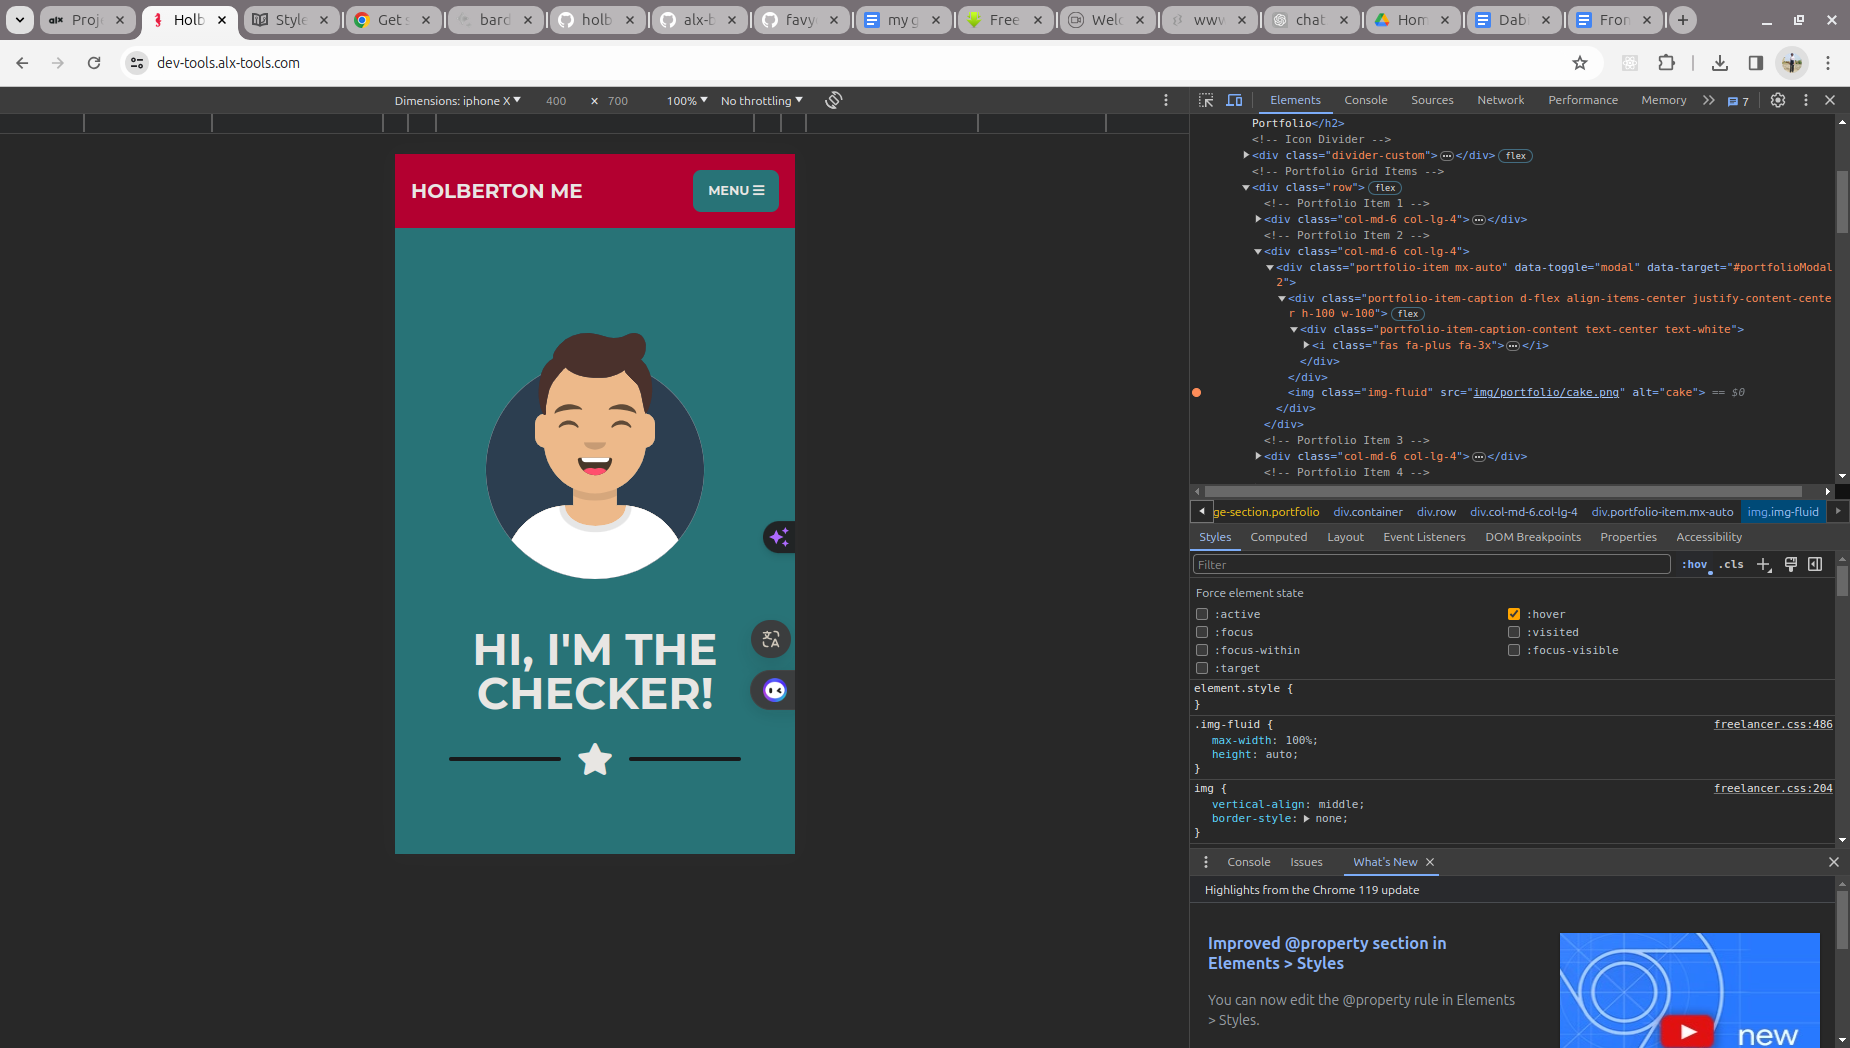 alx Proje
Holb
Style
Get s
bard
holb
alx-b
favy
my g
Free
Welc
www
chat
Hom
Dab
Fron
dev-tools.alx-tools.com
Dimensions: iphone X 400 x 700 100% No throttling
Elements Console Sources Network Performance Memory 7
HOLBERTON ME
MENU
HI, I'M THE
CHECKER!
Portfolio</h2>
<!-- Icon Divider -->
<div class="divider-custom">…</div> flex
<!-- Portfolio Grid Items -->
<div class="row"> flex
<!-- Portfolio Item 1 -->
<div class="col-md-6 col-lg-4">…</div>
<!-- Portfolio Item 2 -->
<div class="col-md-6 col-lg-4">
<div class="portfolio-item mx-auto" data-toggle="modal" data-target="#portfolioModal
2">
<div class="portfolio-item-caption d-flex align-items-center justify-content-cente
r h-100 w-100"> flex
<div class="portfolio-item-caption-content text-center text-white">
<i class="fas fa-plus fa-3x">…</i>
</div>
</div>
<img class="img-fluid" src="img/portfolio/cake.png" alt="cake"> == $0
</div>
</div>
<!-- Portfolio Item 3 -->
<div class="col-md-6 col-lg-4">…</div>
<!-- Portfolio Item 4 -->
ge-section.portfolio div.container div.row div.col-md-6.col-lg-4 div.portfolio-item.mx-auto img.img-fluid
Styles Computed Layout Event Listeners DOM Breakpoints Properties Accessibility
Filter :hov .cls
Force element state
:active :hover
:focus :visited
:focus-within :focus-visible
:target
element.style {
}
.img-fluid { freelancer.css:486
max-width: 100%;
height: auto;
}
img { freelancer.css:204
vertical-align: middle;
border-style: none;
}
Console Issues What's New
Highlights from the Chrome 119 update
Improved @property section in
Elements > Styles
You can now edit the @property rule in Elements
> Styles.
new